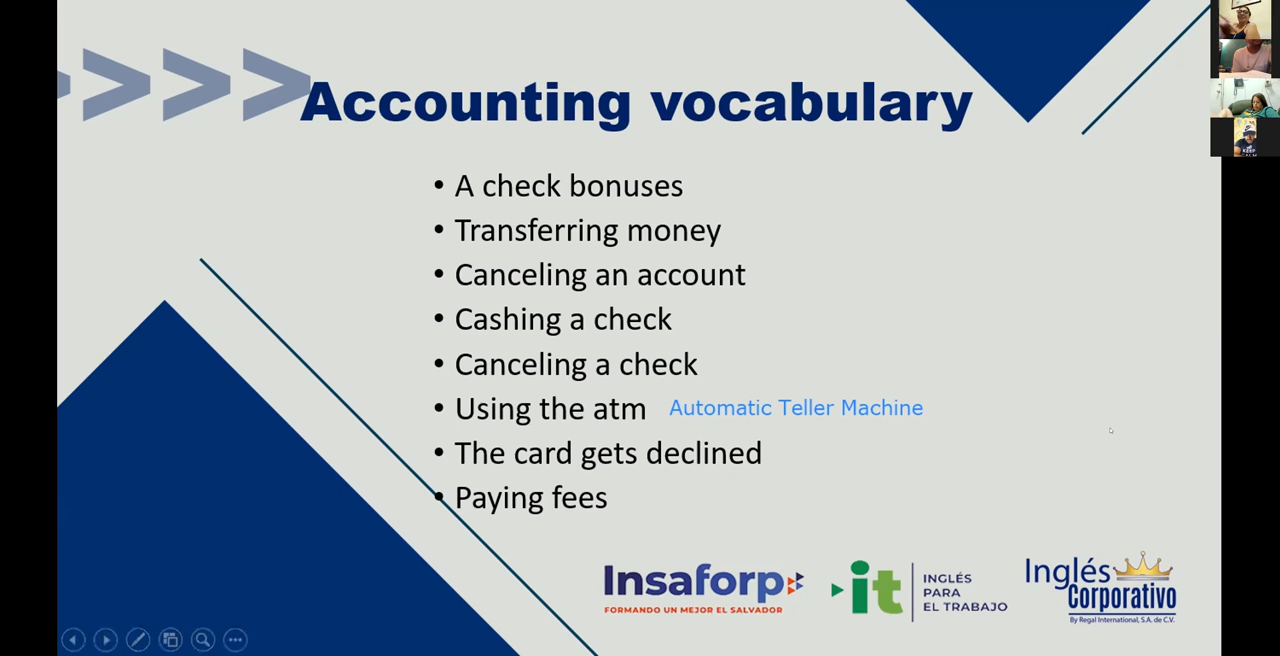 Accounting vocabulary
• A check bonuses
• Transferring money
• Canceling an account
• Cashing a check
• Canceling a check
• Using the atm Automatic Teller Machine
• The card gets declined
• Paying fees
Insaforp
FORMANDO UN MEJOR EL SALVADOR
it
INGLÉS
PARA
EL TRABAJO
Inglés
Corporativo
By Regal International, S.A. de C.V.